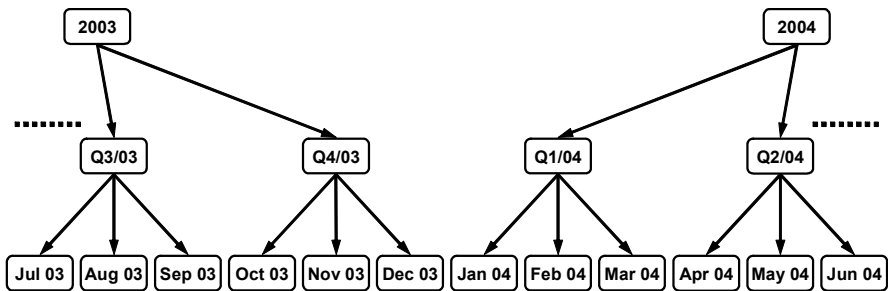 2003
2004
Q3/03
Q4/03
Q1/04
Q2/04
Jul 03
Aug 03
Sep 03
Oct 03
Nov 03
Dec 03
Jan 04
Feb 04
Mar 04
Apr 04
May 04
Jun 04